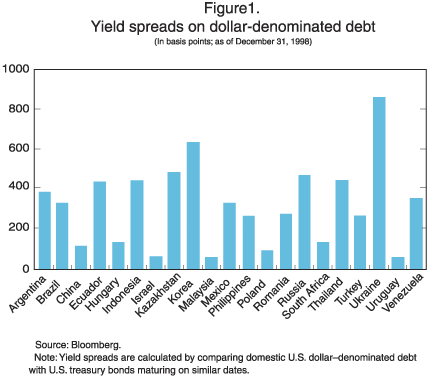 Figure1.
Yield spreads on dollar-denominated debt
(In basis points; as of December 31, 1998)
1000
800
600
400
200
0
Argentina
Brazil
China
Ecuador
Hungary
Indonesia
Israel
Kazakhstan
Korea
Malaysia
Mexico
Philippines
Poland
Romania
Russia
South Africa
Thailand
Turkey
Ukraine
Uruguay
Venezuela
Source: Bloomberg.
Note: Yield spreads are calculated by comparing domestic U.S. dollar–denominated debt
with U.S. treasury bonds maturing on similar dates.